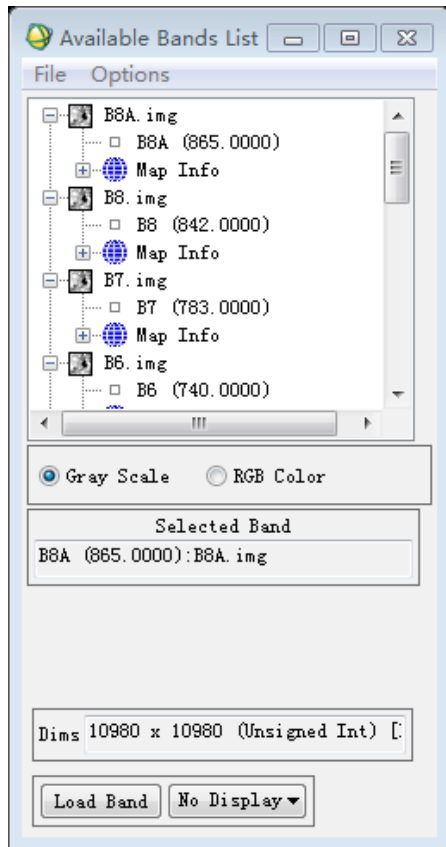 Available Bands List
File Options
B8A.img
B8A (865.0000)
Map Info
B8.img
B8 (842.0000)
Map Info
B7.img
B7 (783.0000)
Map Info
B6.img
B6 (740.0000)
Gray Scale RGB Color
Selected Band
B8A (865.0000):B8A.img
Dims 10980 x 10980 (Unsigned Int) [
Load Band No Display